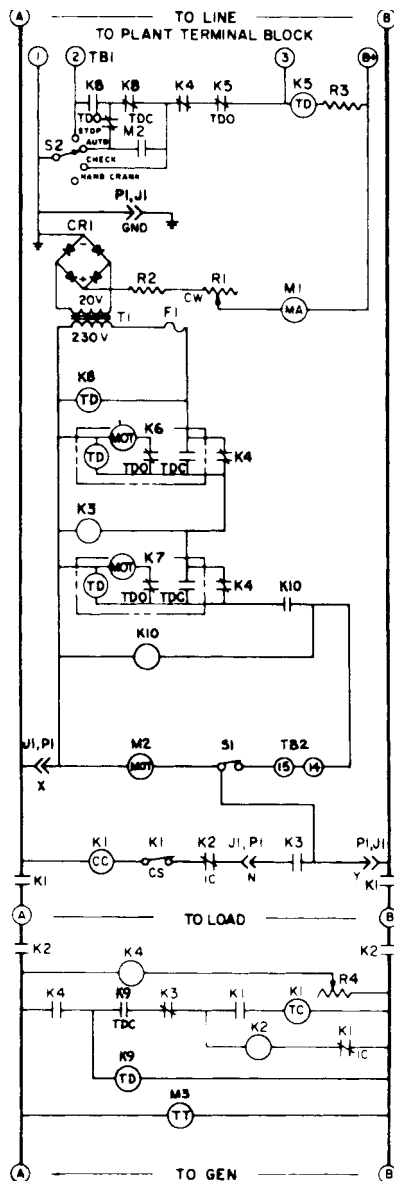 A TO LINE B
TO PLANT TERMINAL BLOCK
1 2 TB1 3 B+
K8 K8 K4 K5 K5 R3
TD
TDO TDC TDO
STOP M2
S2 AUTO
CHECK
HAND CRANK
P1,J1
GND
CR1
- +
R2 R1 M1
CW MA
20V
T1 F1
230V
K8
TD
K6
MOT
TD TDO TDC K4
K3
K7
MOT
TD TDO TDC K4 K10
K10
J1,P1 M2 S1 TB2
MOT 15 14
X
K1 K1 K2 J1,P1 K3 P1,J1
CC CS IC N Y
K1 K1
A TO LOAD B
K2 K2
K4
R4
K4 K9 K3 K1 K1
TDC TC
K2 K1
IC
K9
TD
M3
TT
A TO GEN B